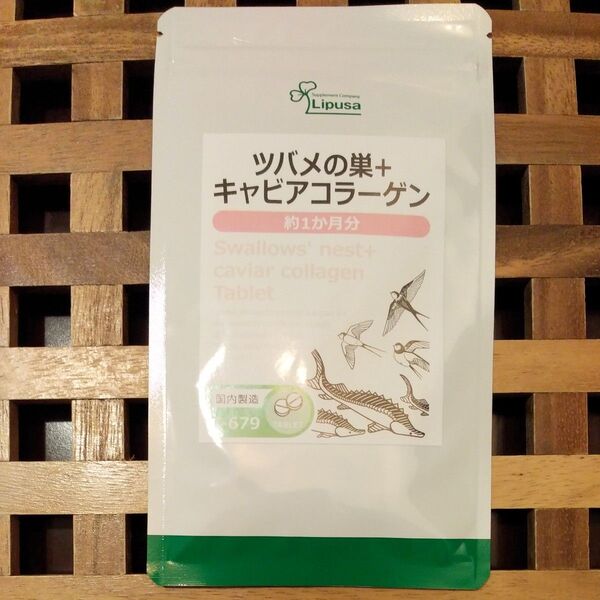 Supplement Company
Lipusa
ツバメの巣+
キャビアコラーゲン
約1か月分
Swallows' nest+
caviar collagen
Tablet
国内製造
-679
TABLET